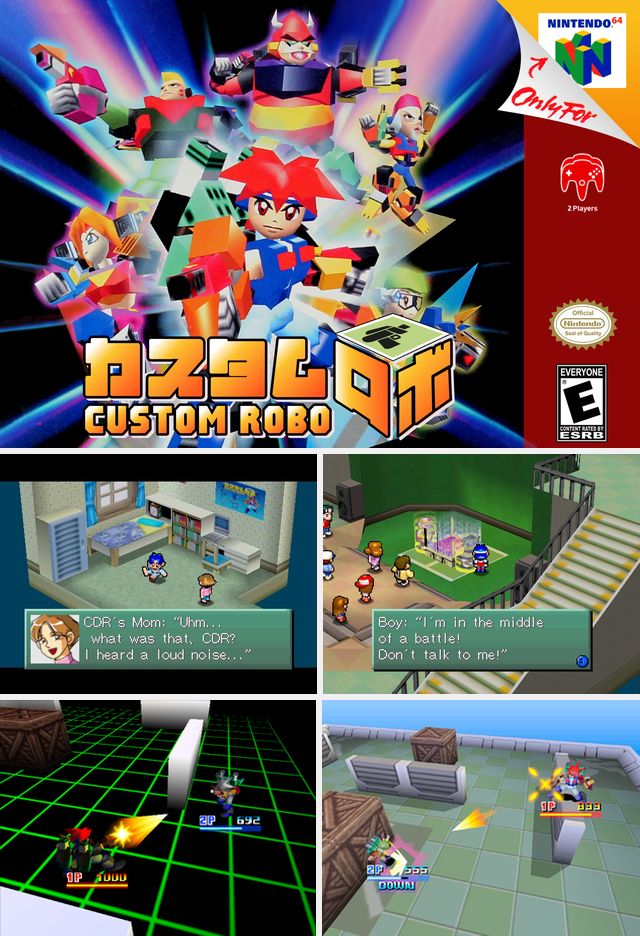 NINTENDO 64
Only For
2 Players
Official
Nintendo
Seal of Quality
カスタムロボ
CUSTOM ROBO
EVERYONE
E
CONTENT RATED BY
ESRB
CDR's Mom: "Uhm...
what was that, CDR?
I heard a loud noise..."
Boy: "I'm in the middle
of a battle!
Don't talk to me!"
2P 692
1P 1000
1P 833
2P 555
DOWN